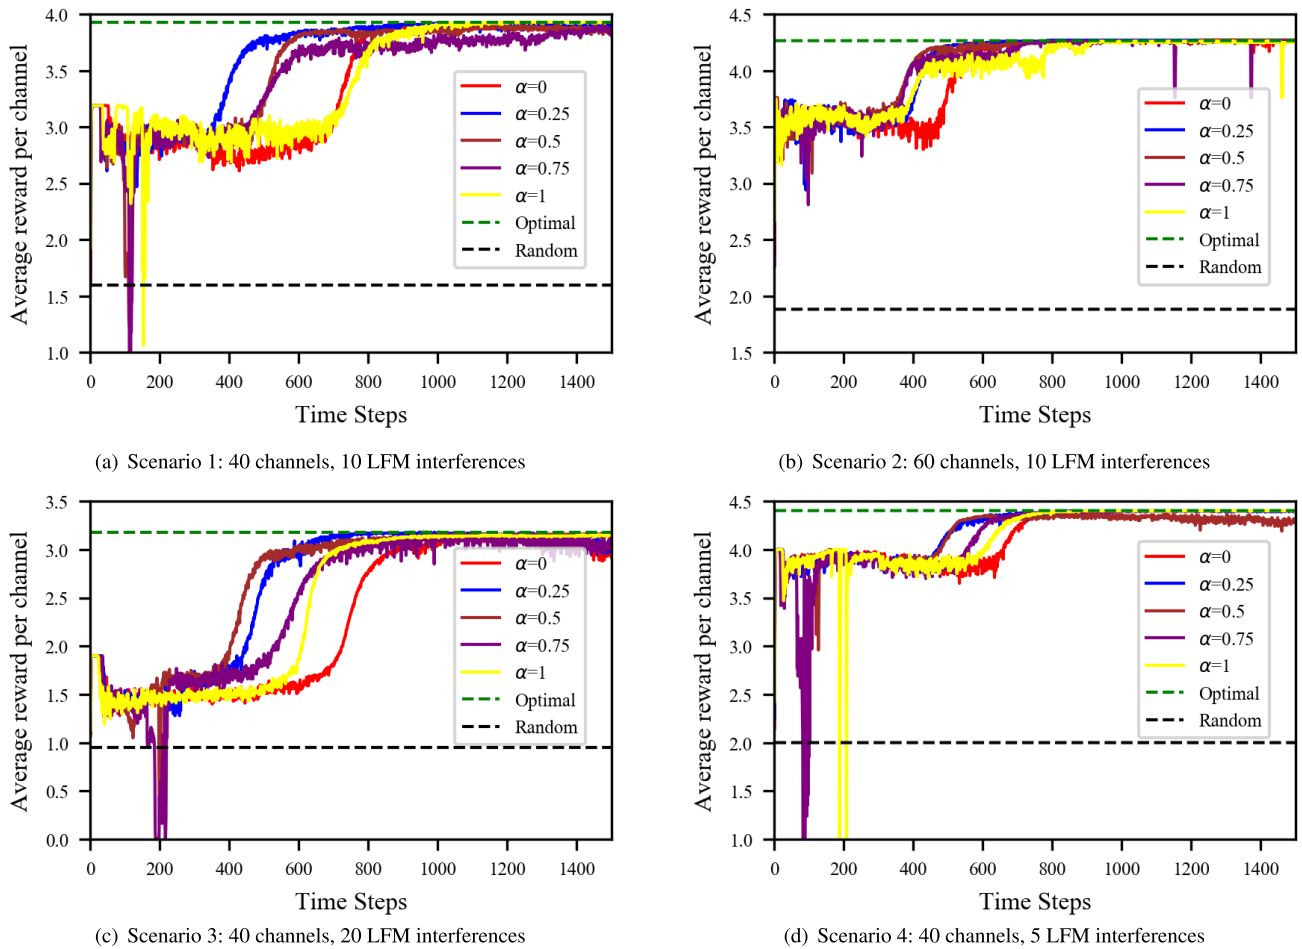 4.0
3.5
3.0
2.5
2.0
1.5
1.0
Average reward per channel
α=0
α=0.25
α=0.5
α=0.75
α=1
Optimal
Random
0 200 400 600 800 1000 1200 1400
Time Steps
(a) Scenario 1: 40 channels, 10 LFM interferences
4.5
4.0
3.5
3.0
2.5
2.0
1.5
Average reward per channel
α=0
α=0.25
α=0.5
α=0.75
α=1
Optimal
Random
0 200 400 600 800 1000 1200 1400
Time Steps
(b) Scenario 2: 60 channels, 10 LFM interferences
3.5
3.0
2.5
2.0
1.5
1.0
0.5
0.0
Average reward per channel
α=0
α=0.25
α=0.5
α=0.75
α=1
Optimal
Random
0 200 400 600 800 1000 1200 1400
Time Steps
(c) Scenario 3: 40 channels, 20 LFM interferences
4.5
4.0
3.5
3.0
2.5
2.0
1.5
1.0
Average reward per channel
α=0
α=0.25
α=0.5
α=0.75
α=1
Optimal
Random
0 200 400 600 800 1000 1200 1400
Time Steps
(d) Scenario 4: 40 channels, 5 LFM interferences